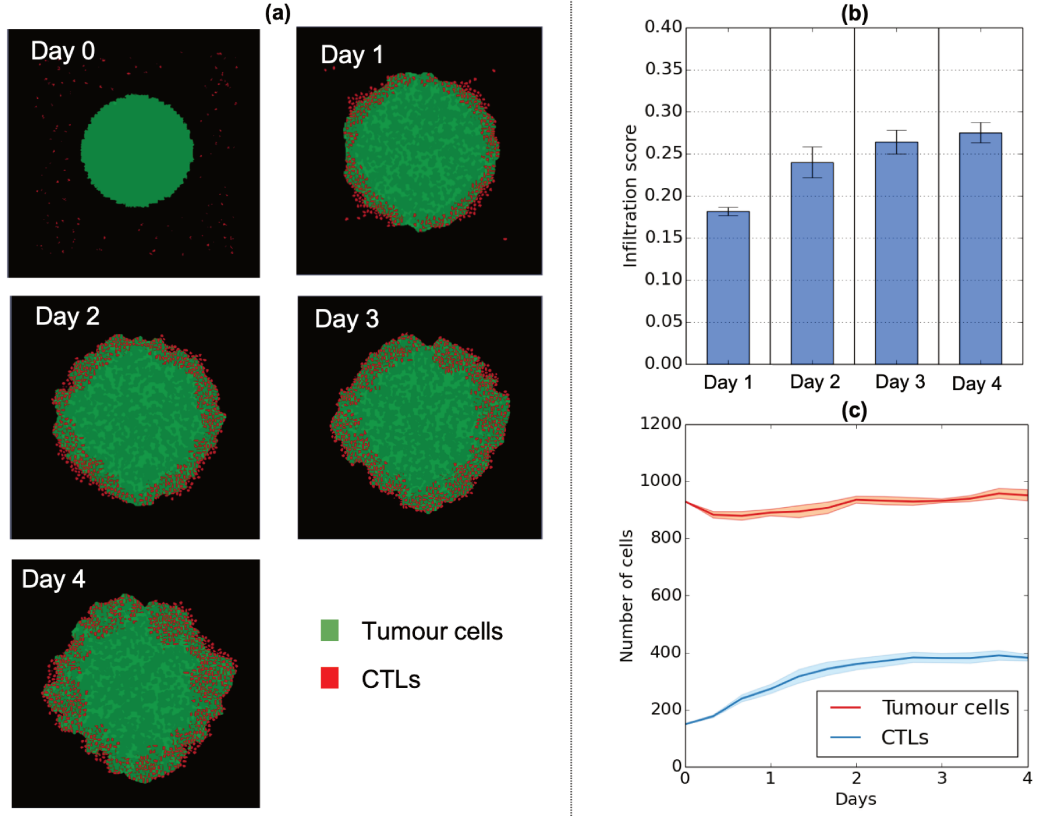 (a)
Day 0
Day 1
Day 2
Day 3
Day 4
Tumour cells
CTLs
(b)
0.40
0.35
0.30
0.25
0.20
0.15
0.10
0.05
0.00
Infiltration score
Day 1
Day 2
Day 3
Day 4
(c)
1200
1000
800
600
400
200
0
Number of cells
Tumour cells
CTLs
0
1
2
3
4
Days